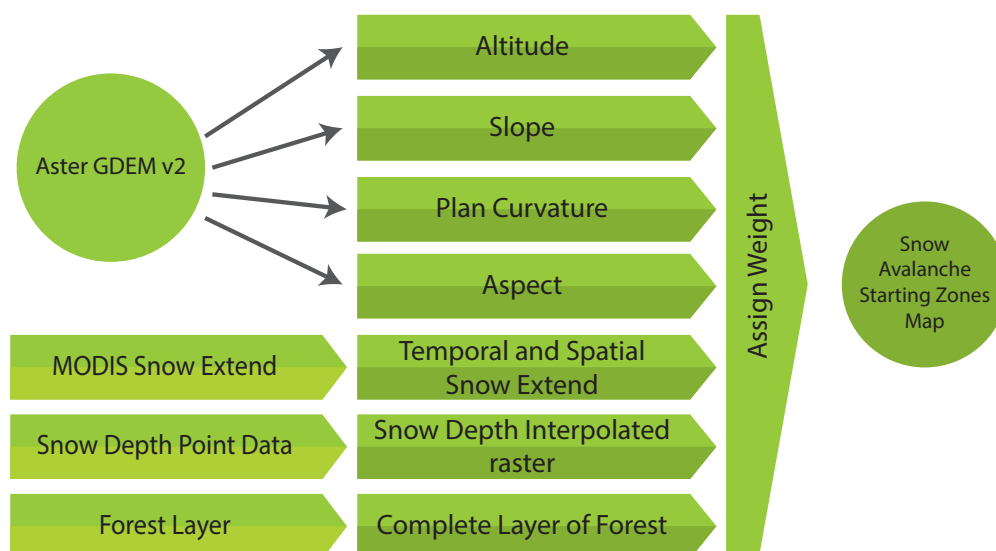 Aster GDEM v2
Altitude
Slope
Plan Curvature
Aspect
MODIS Snow Extend
Temporal and Spatial
Snow Extend
Snow Depth Point Data
Snow Depth Interpolated
raster
Forest Layer
Complete Layer of Forest
Assign Weight
Snow
Avalanche
Starting Zones
Map